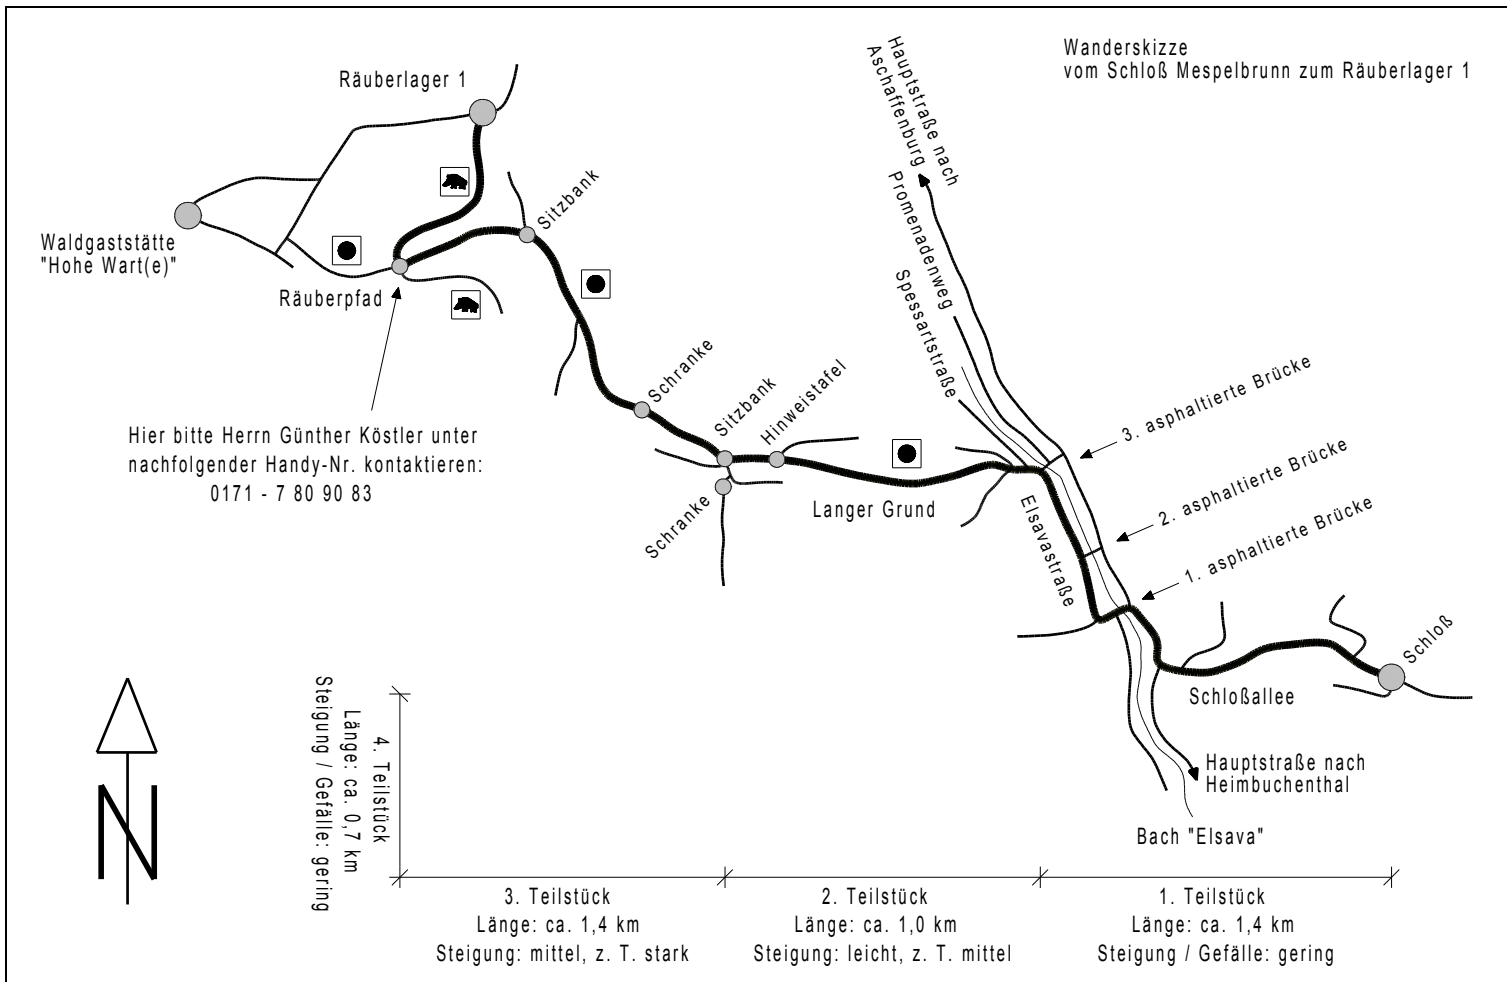 Wanderskizze
vom Schloß Mespelbrunn zum Räuberlager 1
Räuberlager 1
Hauptstraße nach
Aschaffenburg
Promenadenweg
Spessartstraße
Sitzbank
Waldgaststätte
"Hohe Wart(e)"
Räuberpfad
Schranke
Sitzbank
Hinweistafel
3. asphaltierte Brücke
Hier bitte Herrn Günther Köstler unter
nachfolgender Handy-Nr. kontaktieren:
0171 - 7 80 90 83
2. asphaltierte Brücke
Schranke
Langer Grund
Elsavastraße
1. asphaltierte Brücke
Schloß
Schloßallee
Hauptstraße nach
Heimbuchenthal
Bach "Elsava"
N
4. Teilstück
Länge: ca. 0,7 km
Steigung / Gefälle: gering
3. Teilstück
Länge: ca. 1,4 km
Steigung: mittel, z. T. stark
2. Teilstück
Länge: ca. 1,0 km
Steigung: leicht, z. T. mittel
1. Teilstück
Länge: ca. 1,4 km
Steigung / Gefälle: gering